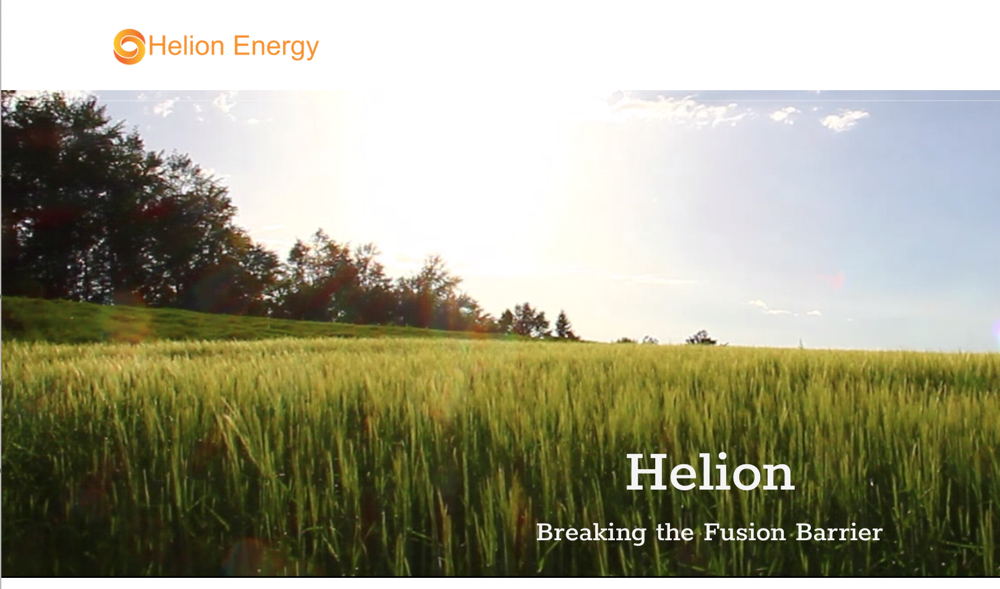 Helion Energy
Helion
Breaking the Fusion Barrier